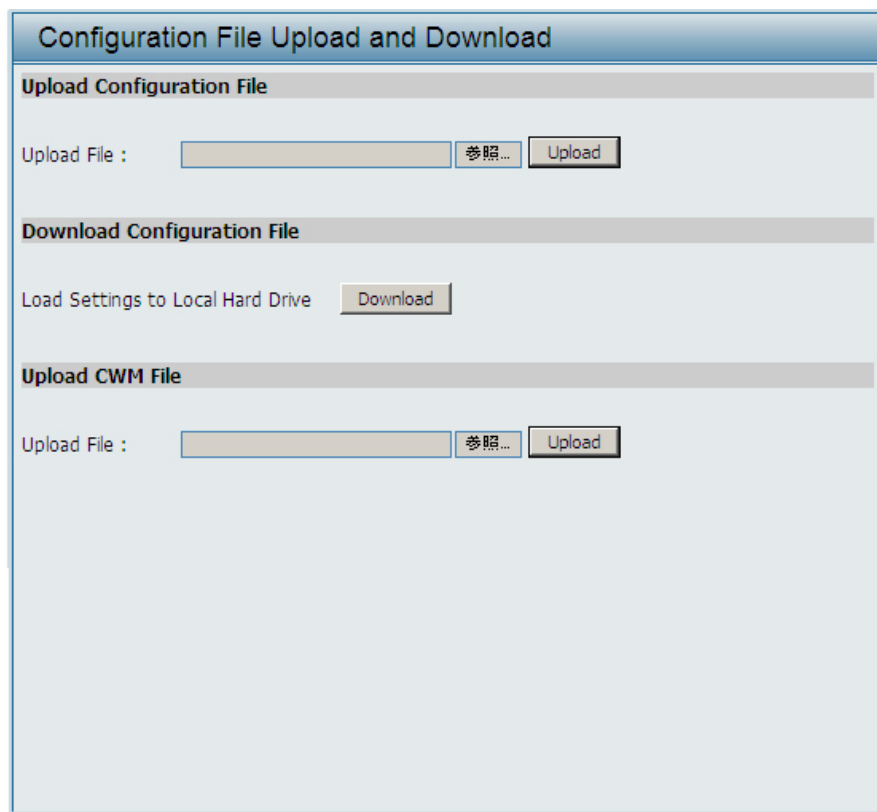 Configuration File Upload and Download
Upload Configuration File
Upload File : 参照... Upload
Download Configuration File
Load Settings to Local Hard Drive Download
Upload CWM File
Upload File : 参照... Upload